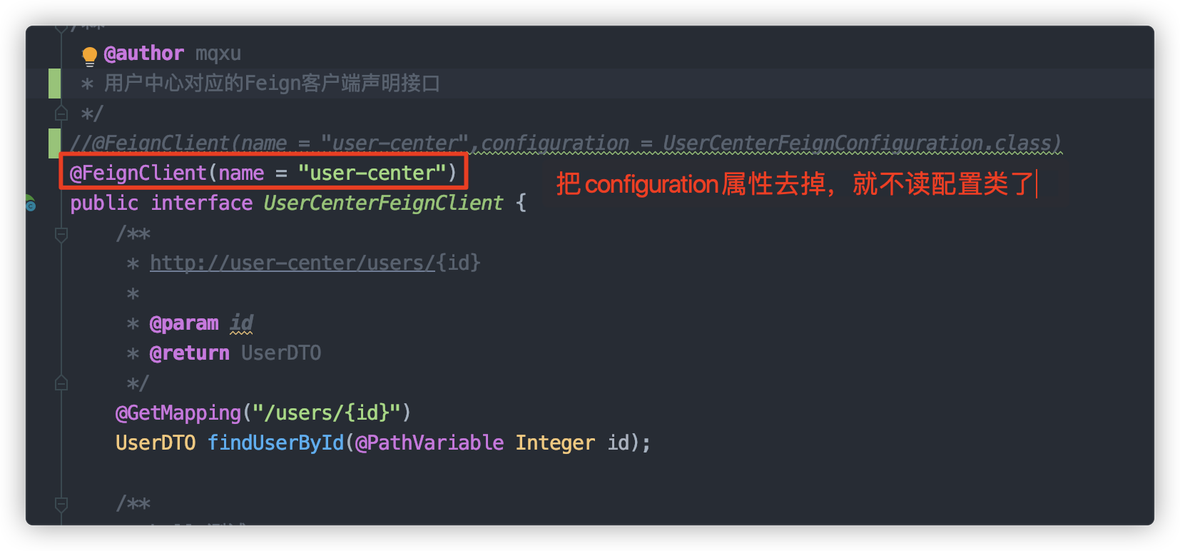 /**
@author mqxu
* 用户中心对应的Feign客户端声明接口
*/
//@FeignClient(name = "user-center",configuration = UserCenterFeignConfiguration.class)
@FeignClient(name = "user-center")
把configuration属性去掉，就不读配置类了
public interface UserCenterFeignClient {
/**
* http://user-center/users/{id}
*
* @param id
* @return UserDTO
*/
@GetMapping("/users/{id}")
UserDTO findUserById(@PathVariable Integer id);
/**